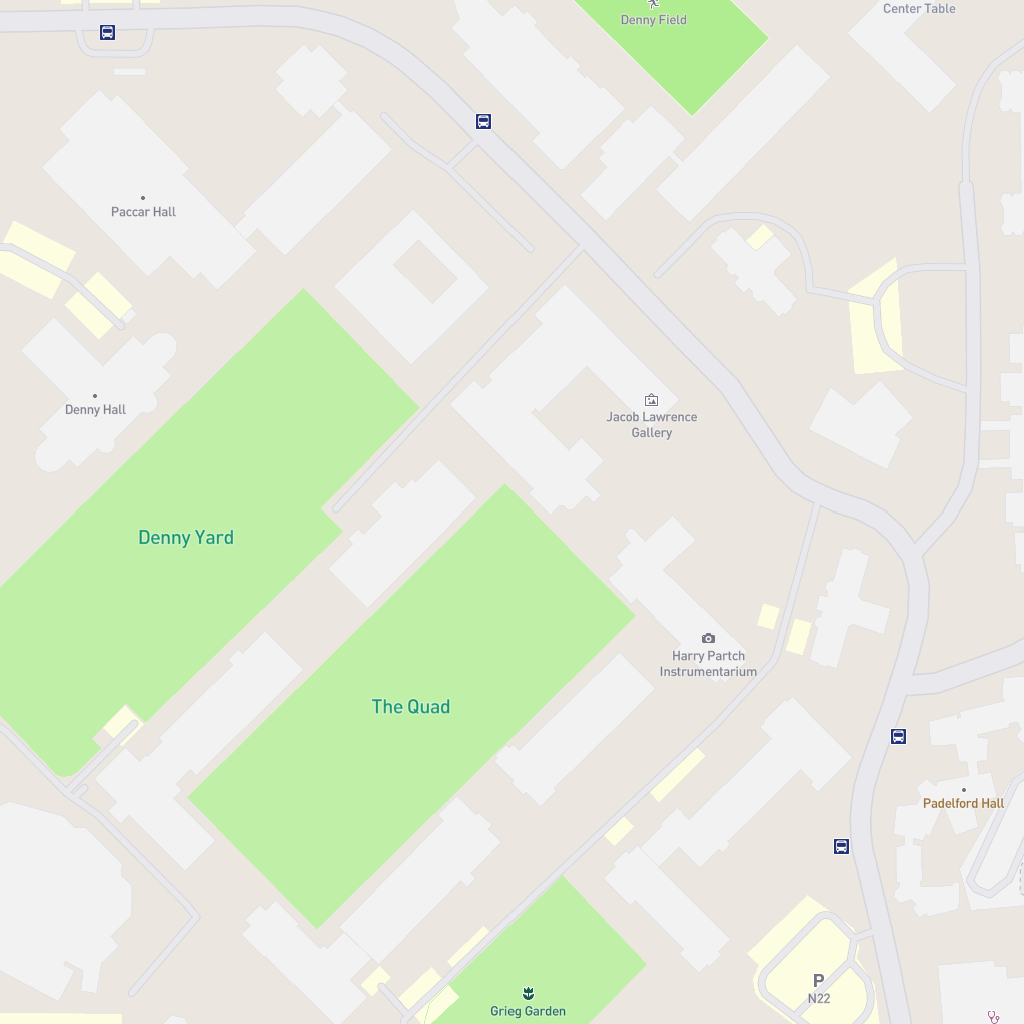 Center Table
Denny Field
Paccar Hall
Denny Hall
Jacob Lawrence
Gallery
Denny Yard
Harry Partch
Instrumentarium
The Quad
Padelford Hall
P
N22
Grieg Garden